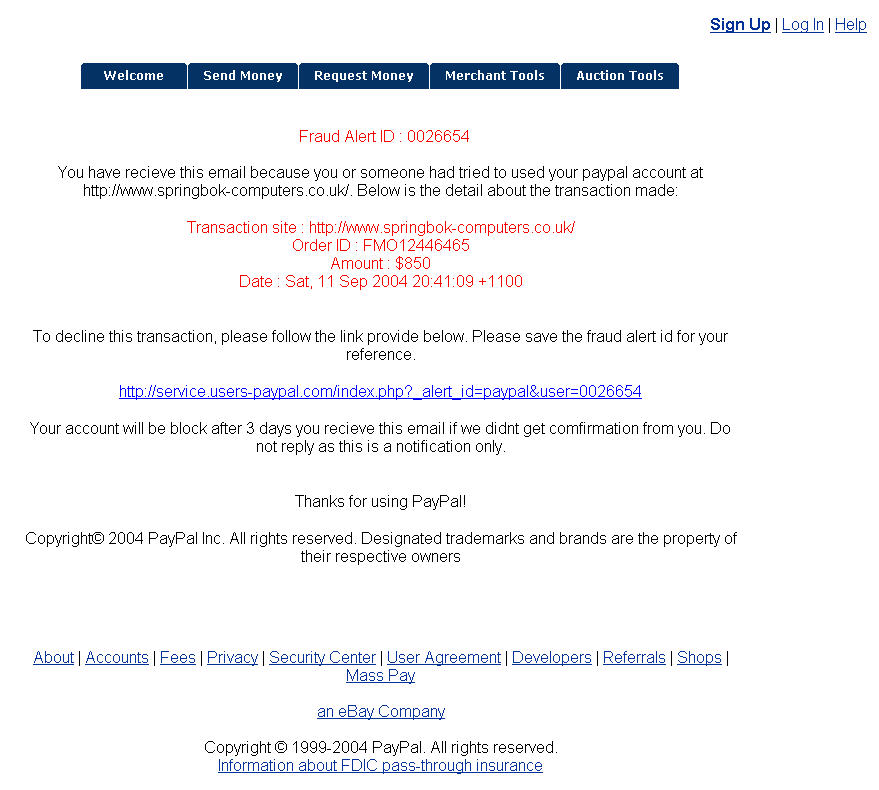 Sign Up | Log In | Help
Welcome Send Money Request Money Merchant Tools Auction Tools
Fraud Alert ID : 0026654
You have recieve this email because you or someone had tried to used your paypal account at
http://www.springbok-computers.co.uk/. Below is the detail about the transaction made:
Transaction site : http://www.springbok-computers.co.uk/
Order ID : FMO12446465
Amount : $850
Date : Sat, 11 Sep 2004 20:41:09 +1100
To decline this transaction, please follow the link provide below. Please save the fraud alert id for your
reference.
http://service.users-paypal.com/index.php?_alert_id=paypal&user=0026654
Your account will be block after 3 days you recieve this email if we didnt get comfirmation from you. Do
not reply as this is a notification only.
Thanks for using PayPal!
Copyright© 2004 PayPal Inc. All rights reserved. Designated trademarks and brands are the property of
their respective owners
About | Accounts | Fees | Privacy | Security Center | User Agreement | Developers | Referrals | Shops |
Mass Pay
an eBay Company
Copyright © 1999-2004 PayPal. All rights reserved.
Information about FDIC pass-through insurance